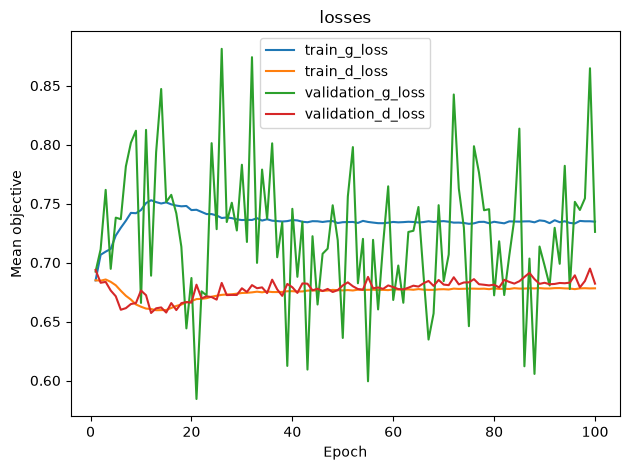 losses
train_g_loss
train_d_loss
validation_g_loss
validation_d_loss
0.85
0.80
0.75
0.70
0.65
0.60
Mean objective
0
20
40
60
80
100
Epoch